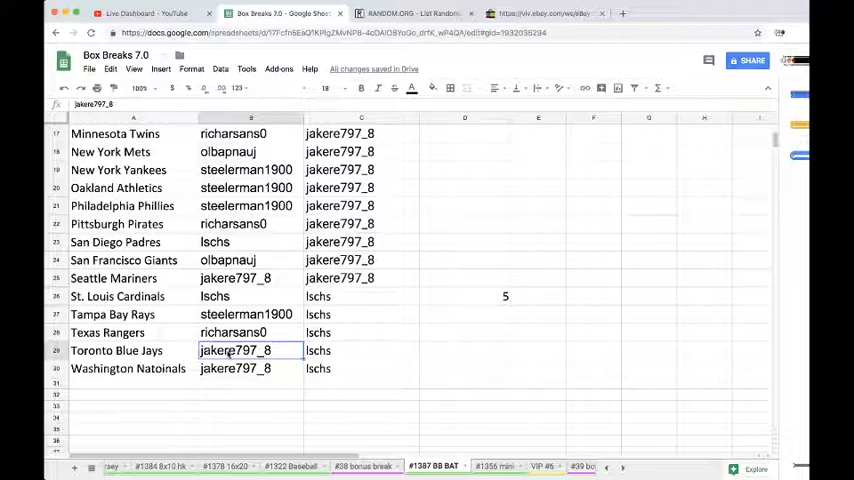 Live Dashboard - YouTube
Box Breaks 7.0 - Google Sheets
RANDOM.ORG - List Randomi
https://vi.ebay.com/ws/eBay
Box Breaks 7.0
SHARE
File Edit View Insert Format Data Tools Add-ons Help All changes saved in Drive
100% 18
jakere797_8
A B C D E F G H I
17 Minnesota Twins richarsans0 jakere797_8
18 New York Mets olbapnauj jakere797_8
19 New York Yankees steelerman1900 jakere797_8
20 Oakland Athletics steelerman1900 jakere797_8
21 Philadelphia Phillies steelerman1900 jakere797_8
22 Pittsburgh Pirates richarsans0 jakere797_8
23 San Diego Padres lschs jakere797_8
24 San Francisco Giants olbapnauj jakere797_8
25 Seattle Mariners jakere797_8 jakere797_8
26 St. Louis Cardinals lschs lschs 5
27 Tampa Bay Rays steelerman1900 lschs
28 Texas Rangers richarsans0 lschs
29 Toronto Blue Jays jakere797_8 lschs
30 Washington Natoinals jakere797_8 lschs
31
32
33
34
35
36
rsey #1384 8x10 hk #1378 16x20 #1322 Baseball #38 bonus break #1387 BB BAT #1356 mini VIP #6 #39 bo Explore